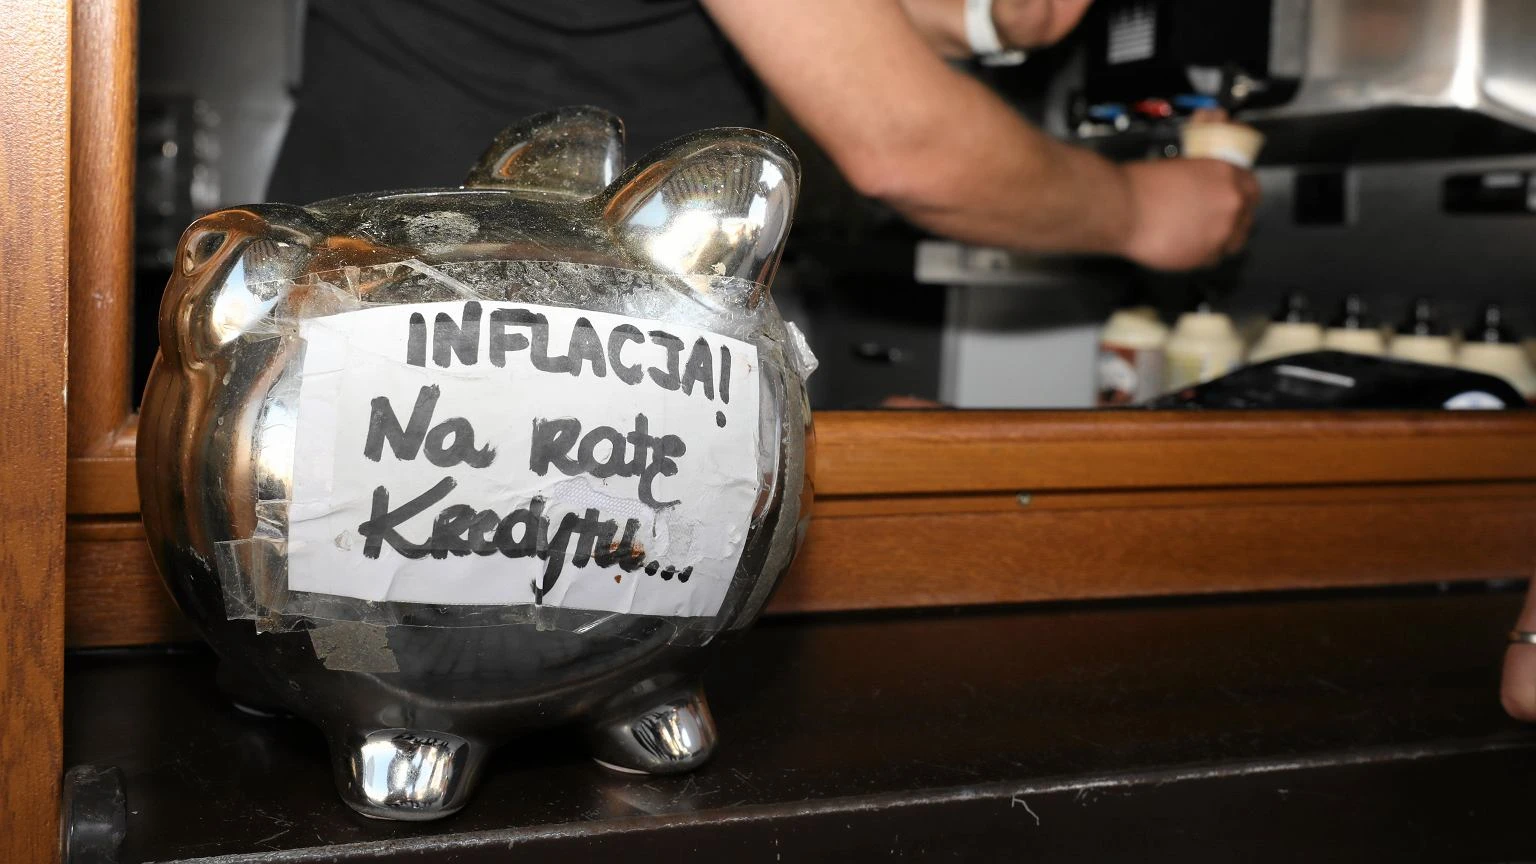 INFLACJA!
Na ratę
Kredytu...